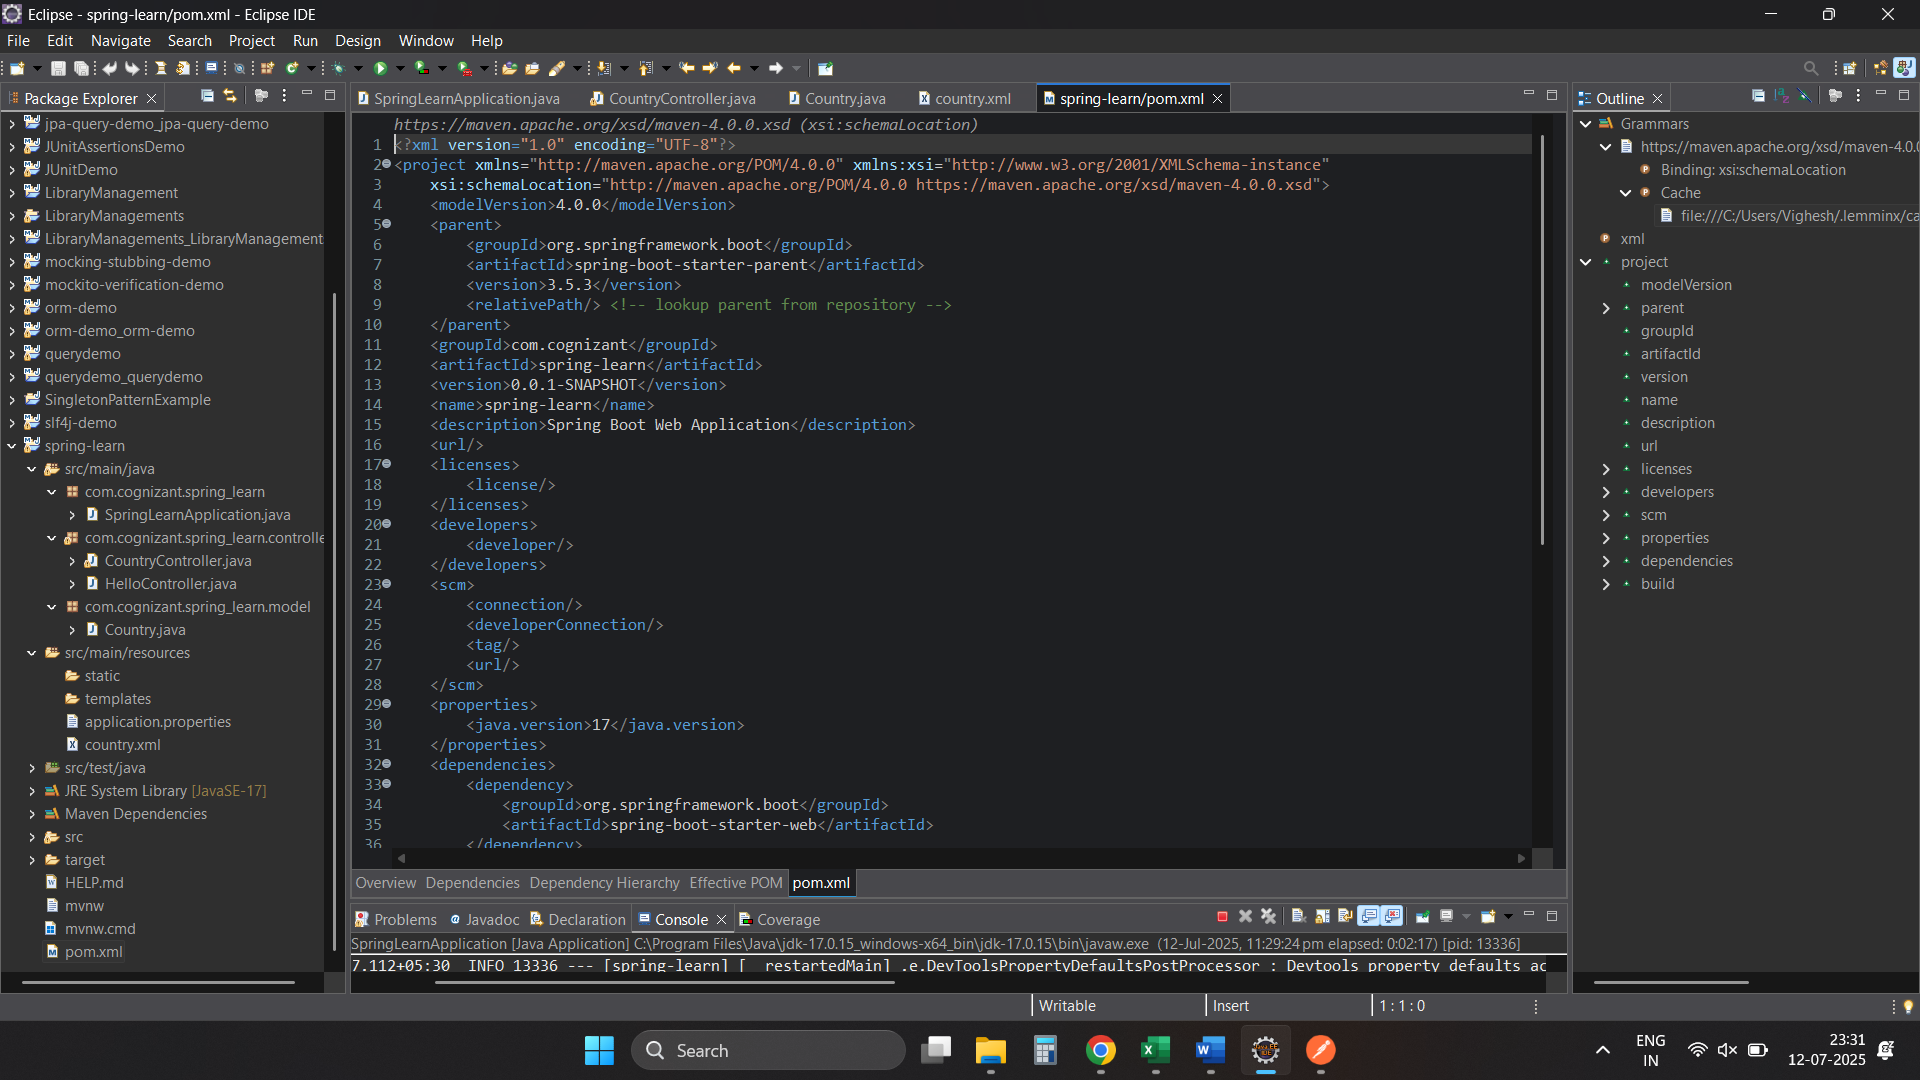 Eclipse - spring-learn/pom.xml - Eclipse IDE
File Edit Navigate Search Project Run Design Window Help
Package Explorer
jpa-query-demo_jpa-query-demo
JUnitAssertionsDemo
JUnitDemo
LibraryManagement
LibraryManagements
LibraryManagements_LibraryManagement
mocking-stubbing-demo
mockito-verification-demo
orm-demo
orm-demo_orm-demo
querydemo
querydemo_querydemo
SingletonPatternExample
slf4j-demo
spring-learn
src/main/java
com.cognizant.spring_learn
SpringLearnApplication.java
com.cognizant.spring_learn.controlle
CountryController.java
HelloController.java
com.cognizant.spring_learn.model
Country.java
src/main/resources
static
templates
application.properties
country.xml
src/test/java
JRE System Library [JavaSE-17]
Maven Dependencies
src
target
HELP.md
mvnw
mvnw.cmd
pom.xml
SpringLearnApplication.java CountryController.java Country.java country.xml spring-learn/pom.xml
https://maven.apache.org/xsd/maven-4.0.0.xsd (xsi:schemaLocation)
1 <?xml version="1.0" encoding="UTF-8"?>
2 <project xmlns="http://maven.apache.org/POM/4.0.0" xmlns:xsi="http://www.w3.org/2001/XMLSchema-instance"
3 xsi:schemaLocation="http://maven.apache.org/POM/4.0.0 https://maven.apache.org/xsd/maven-4.0.0.xsd">
4 <modelVersion>4.0.0</modelVersion>
5 <parent>
6 <groupId>org.springframework.boot</groupId>
7 <artifactId>spring-boot-starter-parent</artifactId>
8 <version>3.5.3</version>
9 <relativePath/> <!-- lookup parent from repository -->
10 </parent>
11 <groupId>com.cognizant</groupId>
12 <artifactId>spring-learn</artifactId>
13 <version>0.0.1-SNAPSHOT</version>
14 <name>spring-learn</name>
15 <description>Spring Boot Web Application</description>
16 <url/>
17 <licenses>
18 <license/>
19 </licenses>
20 <developers>
21 <developer/>
22 </developers>
23 <scm>
24 <connection/>
25 <developerConnection/>
26 <tag/>
27 <url/>
28 </scm>
29 <properties>
30 <java.version>17</java.version>
31 </properties>
32 <dependencies>
33 <dependency>
34 <groupId>org.springframework.boot</groupId>
35 <artifactId>spring-boot-starter-web</artifactId>
36 </dependency>
Overview Dependencies Dependency Hierarchy Effective POM pom.xml
Problems Javadoc Declaration Console Coverage
SpringLearnApplication [Java Application] C:\Program Files\Java\jdk-17.0.15_windows-x64_bin\jdk-17.0.15\bin\javaw.exe (12-Jul-2025, 11:29:24 pm elapsed: 0:02:17) [pid: 13336]
7.112+05:30 INFO 13336 --- [spring-learn] [ restartedMain] .e.DevToolsPropertyDefaultsPostProcessor : Devtools property defaults ac
Outline
Grammars
https://maven.apache.org/xsd/maven-4.0.0
Binding: xsi:schemaLocation
Cache
file:///C:/Users/Vighesh/.lemminx/ca
xml
project
modelVersion
parent
groupId
artifactId
version
name
description
url
licenses
developers
scm
properties
dependencies
build
Writable Insert 1 : 1 : 0
Search
ENG
IN
23:31
12-07-2025